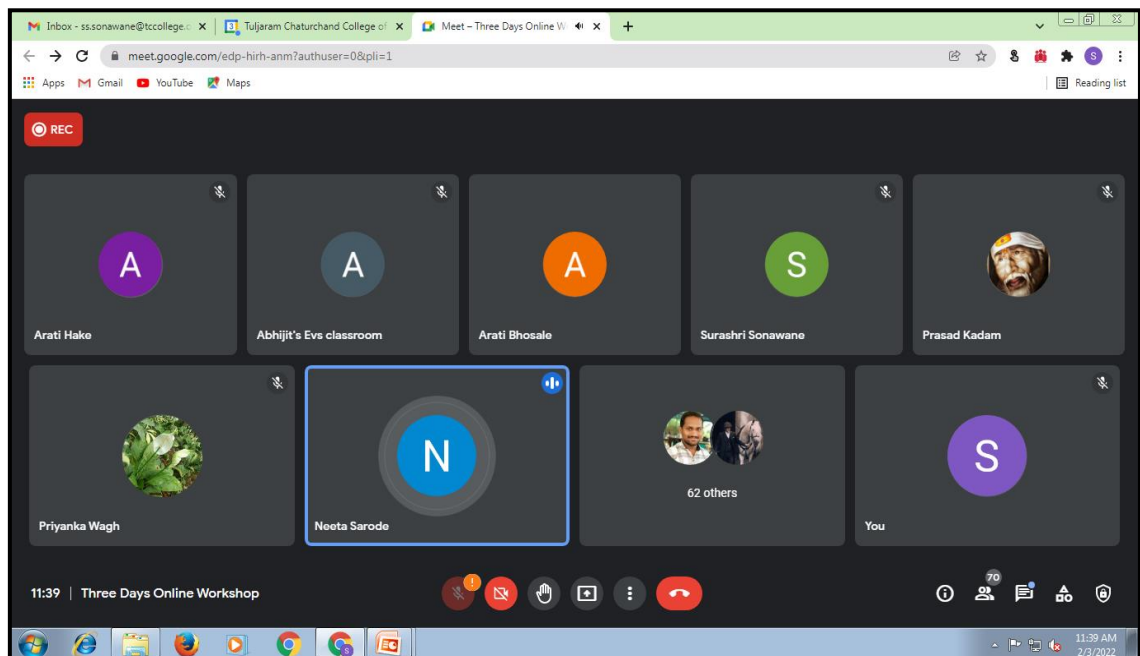 Inbox - ss.sonawane@tccollege.c
Tuljaram Chaturchand College of
Meet – Three Days Online W
meet.google.com/edp-hirh-anm?authuser=0&pli=1
S
Apps Gmail YouTube Maps Reading list
REC
A
A
A
S
Arati Hake
Abhijit's Evs classroom
Arati Bhosale
Surashri Sonawane
Prasad Kadam
N
S
62 others
Priyanka Wagh
Neeta Sarode
You
11:39 | Three Days Online Workshop
70
11:39 AM
2/3/2022